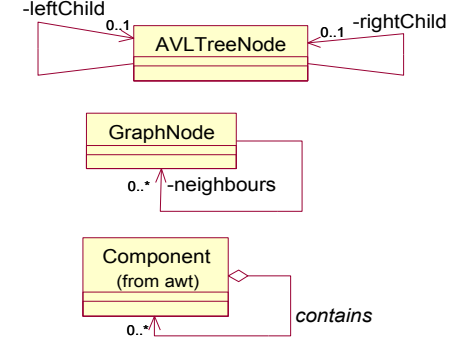 -leftChild
0..1
AVLTreeNode
0..1
-rightChild
GraphNode
0..*
-neighbours
Component
(from awt)
contains
0..*